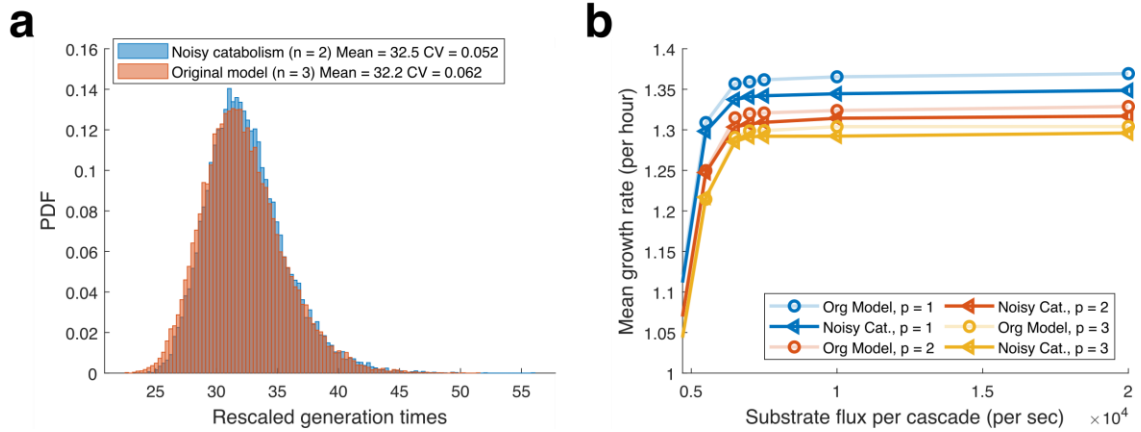 a
Noisy catabolism (n = 2) Mean = 32.5 CV = 0.052
Original model (n = 3) Mean = 32.2 CV = 0.062
0.16
0.14
0.12
0.1
0.08
0.06
0.04
0.02
0
PDF
25
30
35
40
45
50
55
Rescaled generation times
b
1.4
1.35
1.3
1.25
1.2
1.15
1.1
1.05
1
Mean growth rate (per hour)
Org Model, p = 1
Noisy Cat., p = 1
Org Model, p = 2
Noisy Cat., p = 2
Org Model, p = 3
Noisy Cat., p = 3
0.5
1
1.5
2
×10⁴
Substrate flux per cascade (per sec)